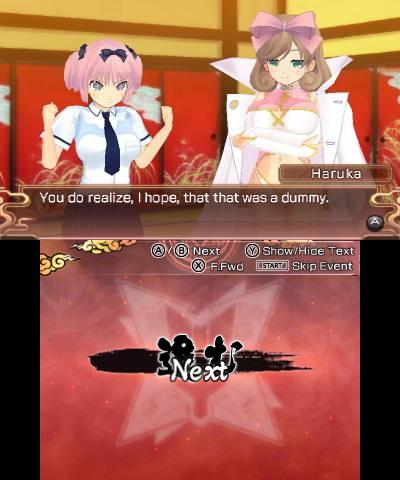 Haruka
You do realize, I hope, that that was a dummy.
A
A/B Next Y Show/Hide Text
X F.Fwd START Skip Event
Next